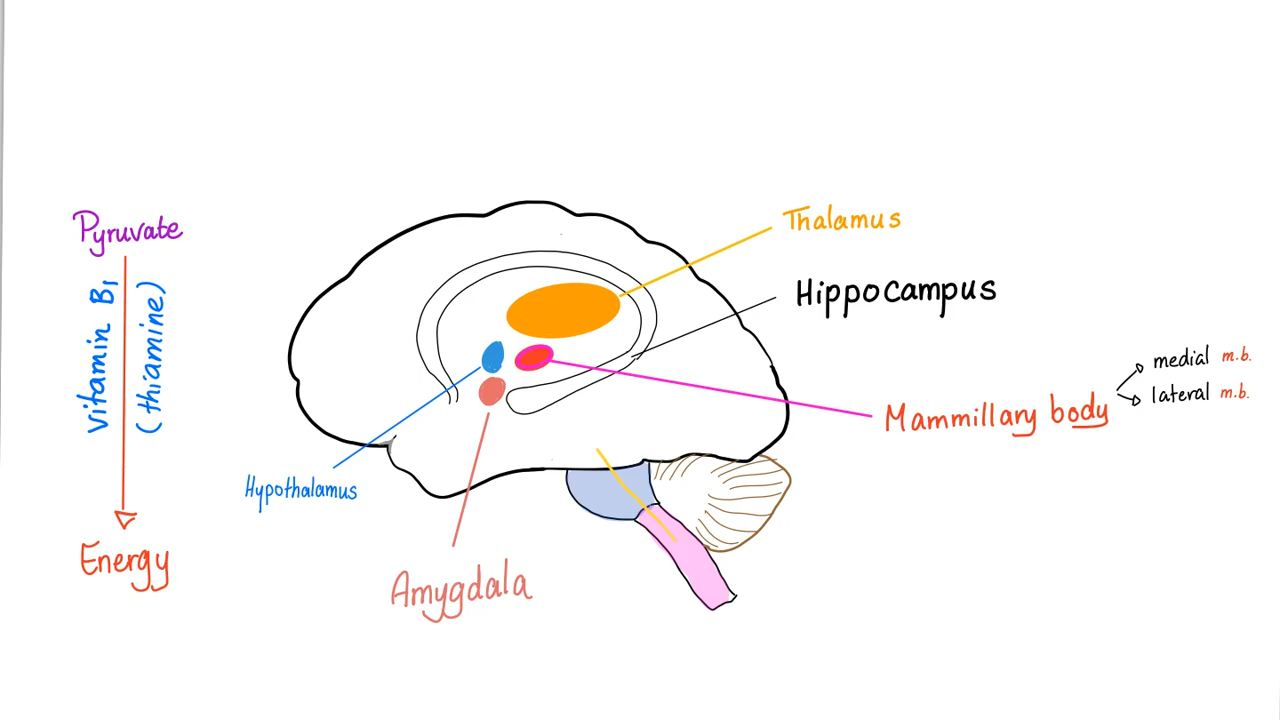 Pyruvate
Vitamin B1
(thiamine)
Energy
Thalamus
Hippocampus
medial m.b.
lateral m.b.
Mammillary body
Hypothalamus
Amygdala